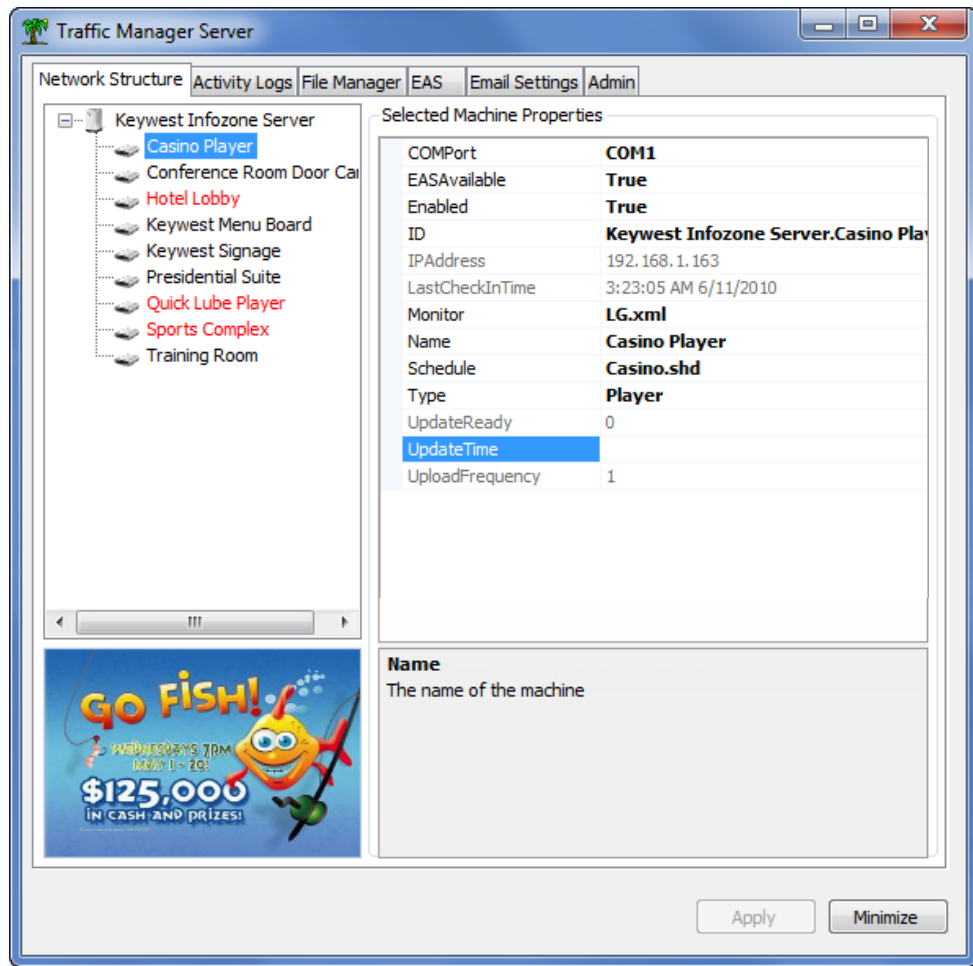 Traffic Manager Server
Network Structure Activity Logs File Manager EAS Email Settings Admin
Keywest Infozone Server
Casino Player
Conference Room Door Car
Hotel Lobby
Keywest Menu Board
Keywest Signage
Presidential Suite
Quick Lube Player
Sports Complex
Training Room
Selected Machine Properties
COMPort COM1
EASAvailable True
Enabled True
ID Keywest Infozone Server.Casino Play
IPAddress 192.168.1.163
LastCheckInTime 3:23:05 AM 6/11/2010
Monitor LG.xml
Name Casino Player
Schedule Casino.shd
Type Player
UpdateReady 0
UpdateTime
UploadFrequency 1
GO FISH!
WEDNESDAYS 7PM
MAY 1 - 29!
$125,000
IN CASH AND PRIZES!
Name
The name of the machine
Apply Minimize